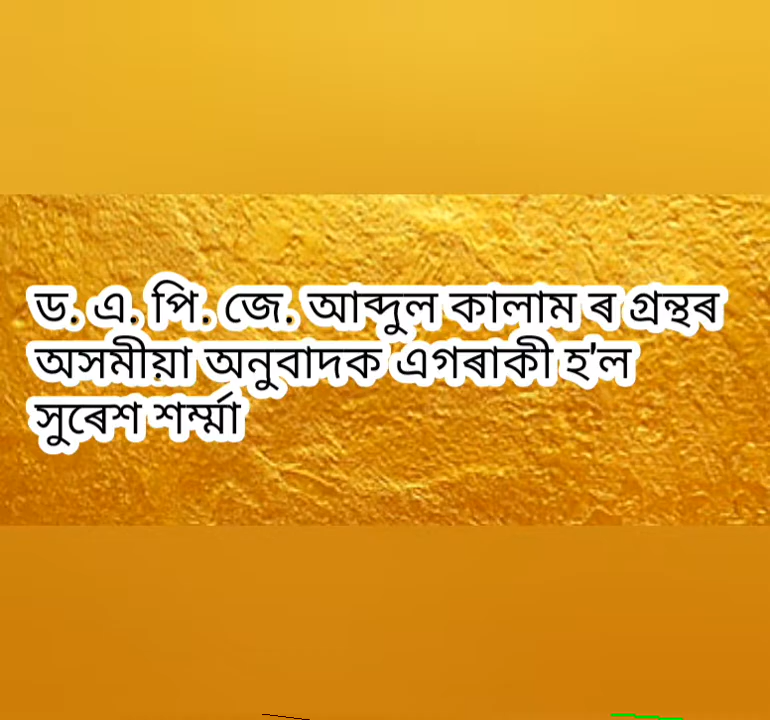 ড. এ. পি. জে. আব্দুল কালাম ৰ গ্ৰন্থৰ
অসমীয়া অনুবাদক এগৰাকী হ'ল
সুৰেশ শৰ্ম্মা